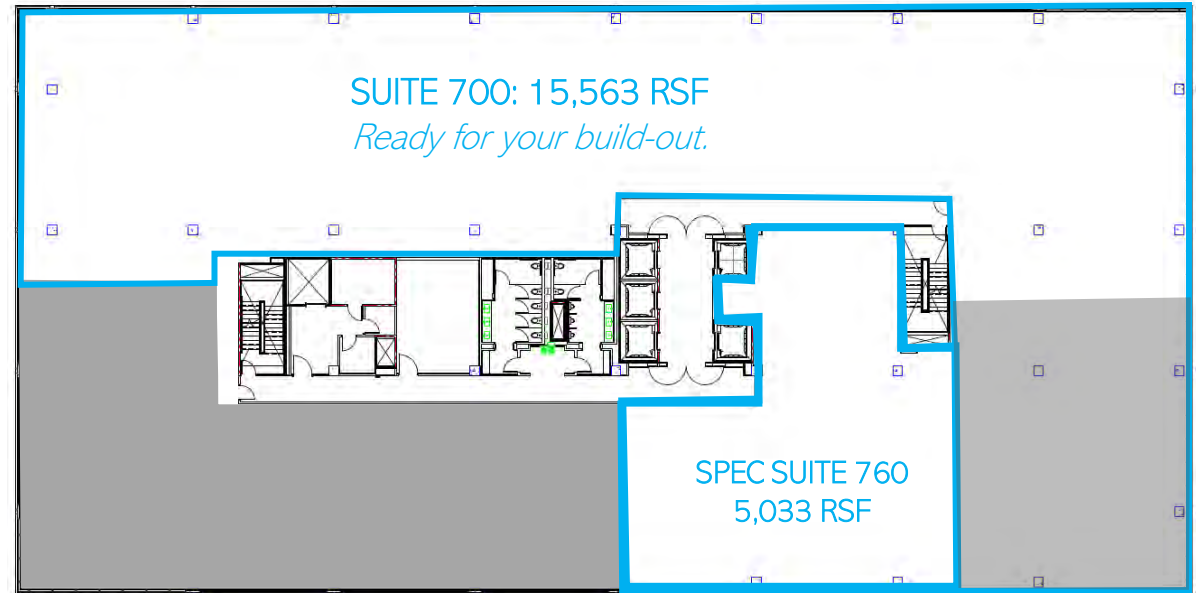 SUITE 700: 15,563 RSF
Ready for your build-out.
SPEC SUITE 760
5,033 RSF